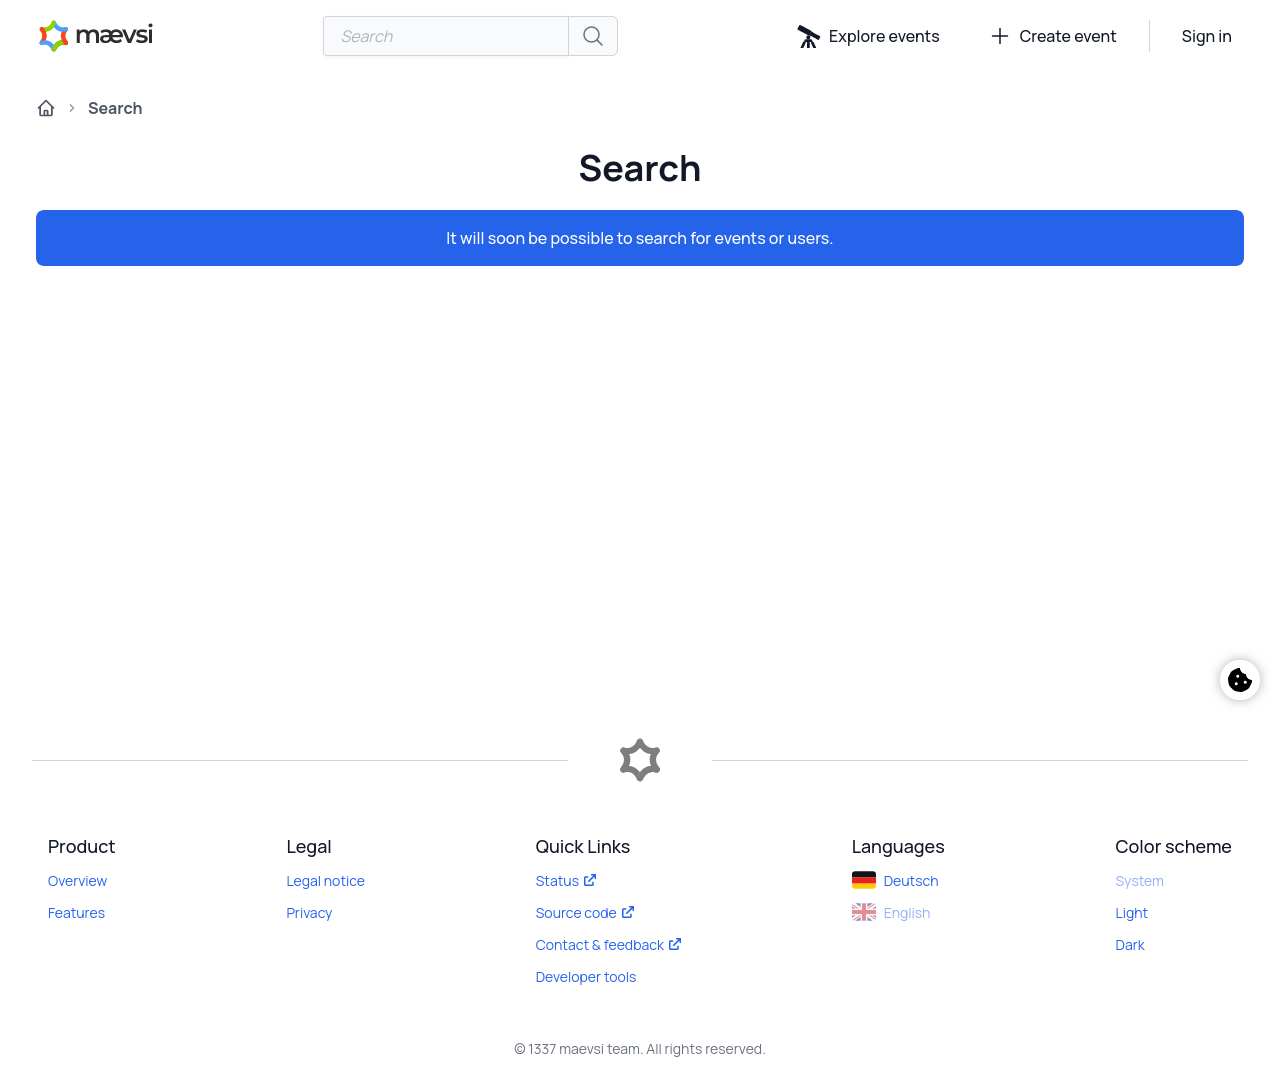 mævsi
Search
Explore events
Create event
Sign in
Search
Search
It will soon be possible to search for events or users.
Product
Overview
Features
Legal
Legal notice
Privacy
Quick Links
Status
Source code
Contact & feedback
Developer tools
Languages
Deutsch
English
Color scheme
System
Light
Dark
© 1337 maevsi team. All rights reserved.